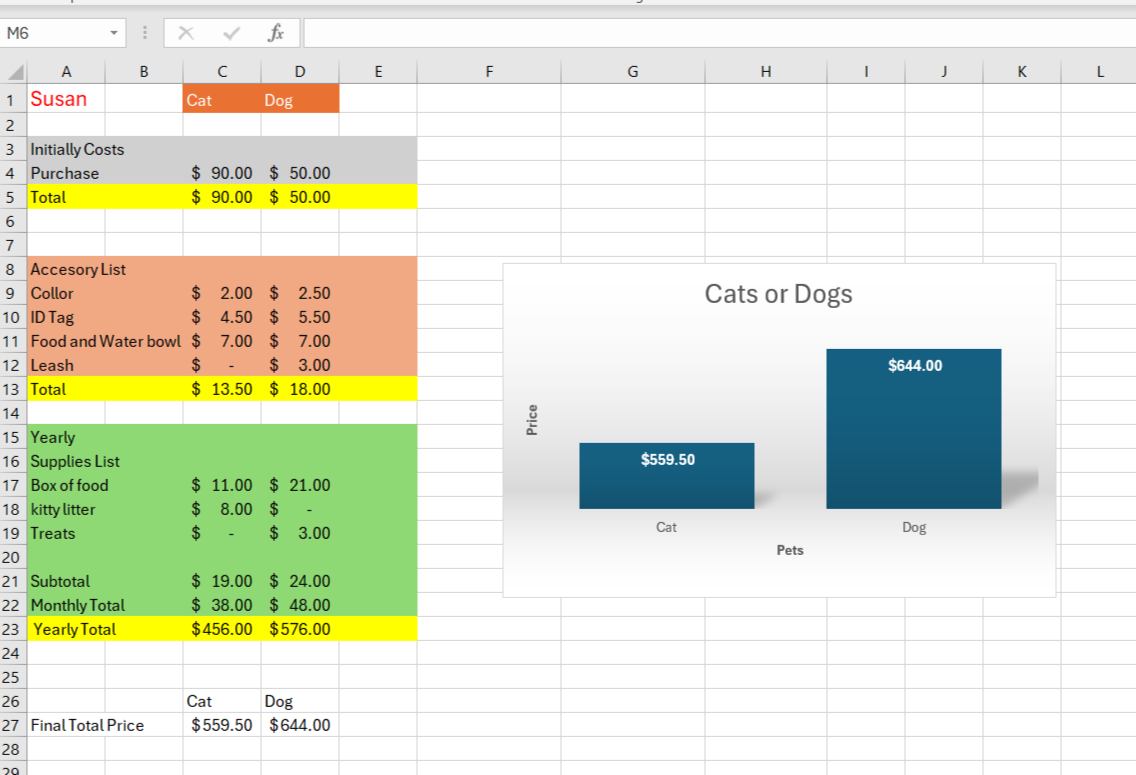 M6 fx
A B C D E F G H I J K L
1 Susan Cat Dog
2
3 Initially Costs
4 Purchase $ 90.00 $ 50.00
5 Total $ 90.00 $ 50.00
6
7
8 Accesory List
9 Collor $ 2.00 $ 2.50
10 ID Tag $ 4.50 $ 5.50
11 Food and Water bowl $ 7.00 $ 7.00
12 Leash $ - $ 3.00
13 Total $ 13.50 $ 18.00
14
15 Yearly
16 Supplies List
17 Box of food $ 11.00 $ 21.00
18 kitty litter $ 8.00 $ -
19 Treats $ - $ 3.00
20
21 Subtotal $ 19.00 $ 24.00
22 Monthly Total $ 38.00 $ 48.00
23 Yearly Total $456.00 $576.00
24
25
26 Cat Dog
27 Final Total Price $559.50 $644.00
28
29
Cats or Dogs
Price
$559.50 $644.00
Cat Dog
Pets